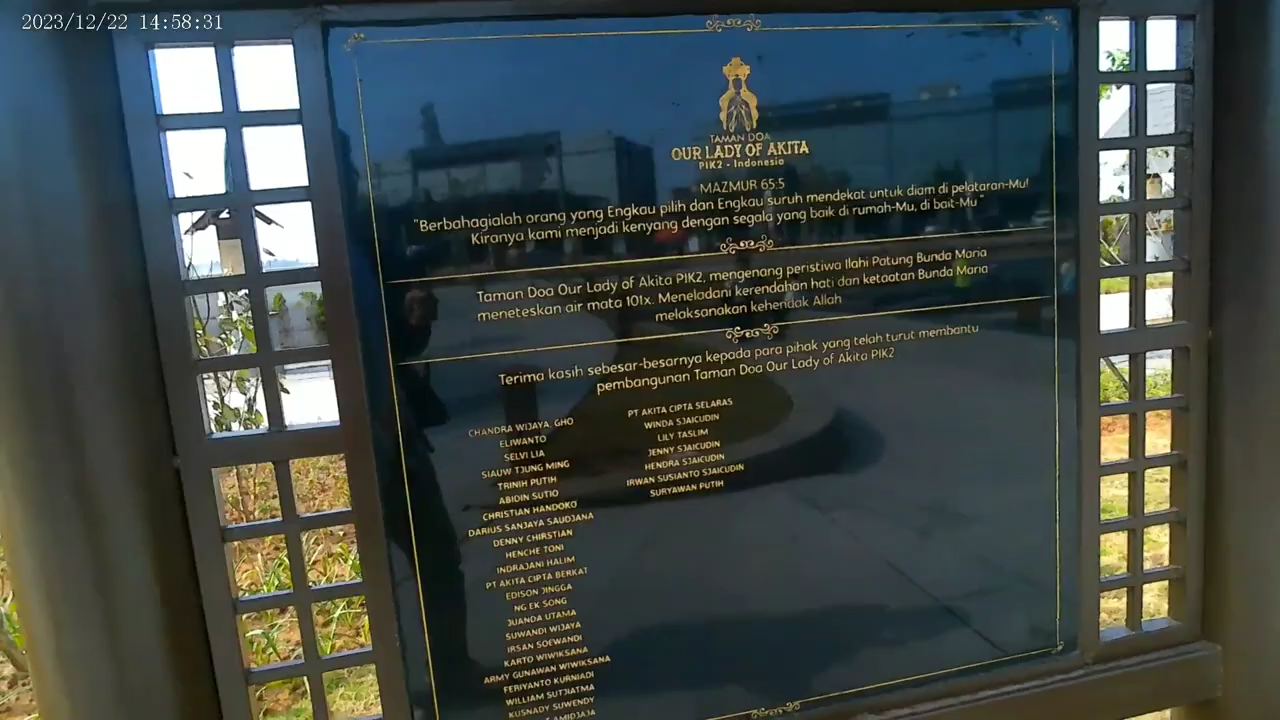 2023/12/22 14:58:31
TAMAN DOA
OUR LADY OF AKITA
PIK2 - Indonesia
MAZMUR 65:5
"Berbahagialah orang yang Engkau pilih dan Engkau suruh mendekat untuk diam di pelataran-Mu!
Kiranya kami menjadi kenyang dengan segala yang baik di rumah-Mu, di bait-Mu"
Taman Doa Our Lady of Akita PIK2, mengenang peristiwa Ilahi Patung Bunda Maria
meneteskan air mata 101x. Meneladani kerendahan hati dan ketaatan Bunda Maria
melaksanakan kehendak Allah
Terima kasih sebesar-besarnya kepada para pihak yang telah turut membantu
pembangunan Taman Doa Our Lady of Akita PIK2
CHANDRA WIJAYA GHO
ELIWANTO
SELVI LIA
SIAUW TJUNG MING
TRINIH PUTIH
ABIDIN SUTIO
CHRISTIAN HANDOKO
DARIUS SANJAYA SAUDJANA
DENNY CHIRSTIAN
HENCHE TONI
INDRAJANI HALIM
PT AKITA CIPTA BERKAT
EDISON JINGGA
NG EK SONG
JUANDA UTAMA
SUWANDI WIJAYA
IRSAN SOEWANDI
KARTO WIWIKSANA
ARMY GUNAWAN WIWIKSANA
FERIYANTO KURNIADI
WILLIAM SUTJIATMA
KUSNADY SUWENDY
PT AKITA CIPTA SELARAS
WINDA SJAICUDIN
LILY TASLIM
JENNY SJAICUDIN
HENDRA SJAICUDIN
IRWAN SUSIANTO SJAICUDIN
SURYAWAN PUTIH